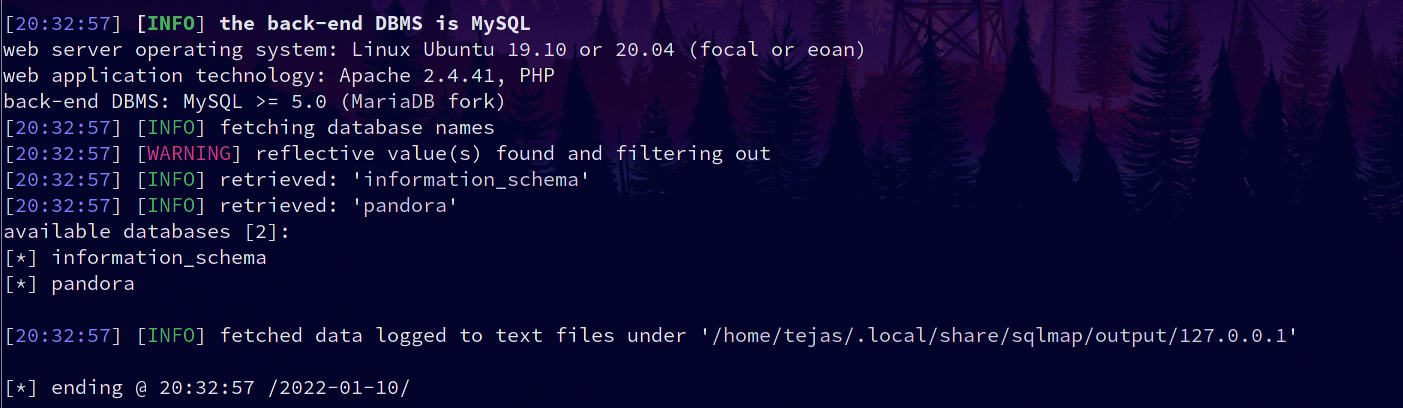 [20:32:57] [INFO] the back-end DBMS is MySQL
web server operating system: Linux Ubuntu 19.10 or 20.04 (focal or eoan)
web application technology: Apache 2.4.41, PHP
back-end DBMS: MySQL >= 5.0 (MariaDB fork)
[20:32:57] [INFO] fetching database names
[20:32:57] [WARNING] reflective value(s) found and filtering out
[20:32:57] [INFO] retrieved: 'information_schema'
[20:32:57] [INFO] retrieved: 'pandora'
available databases [2]:
[*] information_schema
[*] pandora
[20:32:57] [INFO] fetched data logged to text files under '/home/tejas/.local/share/sqlmap/output/127.0.0.1'
[*] ending @ 20:32:57 /2022-01-10/